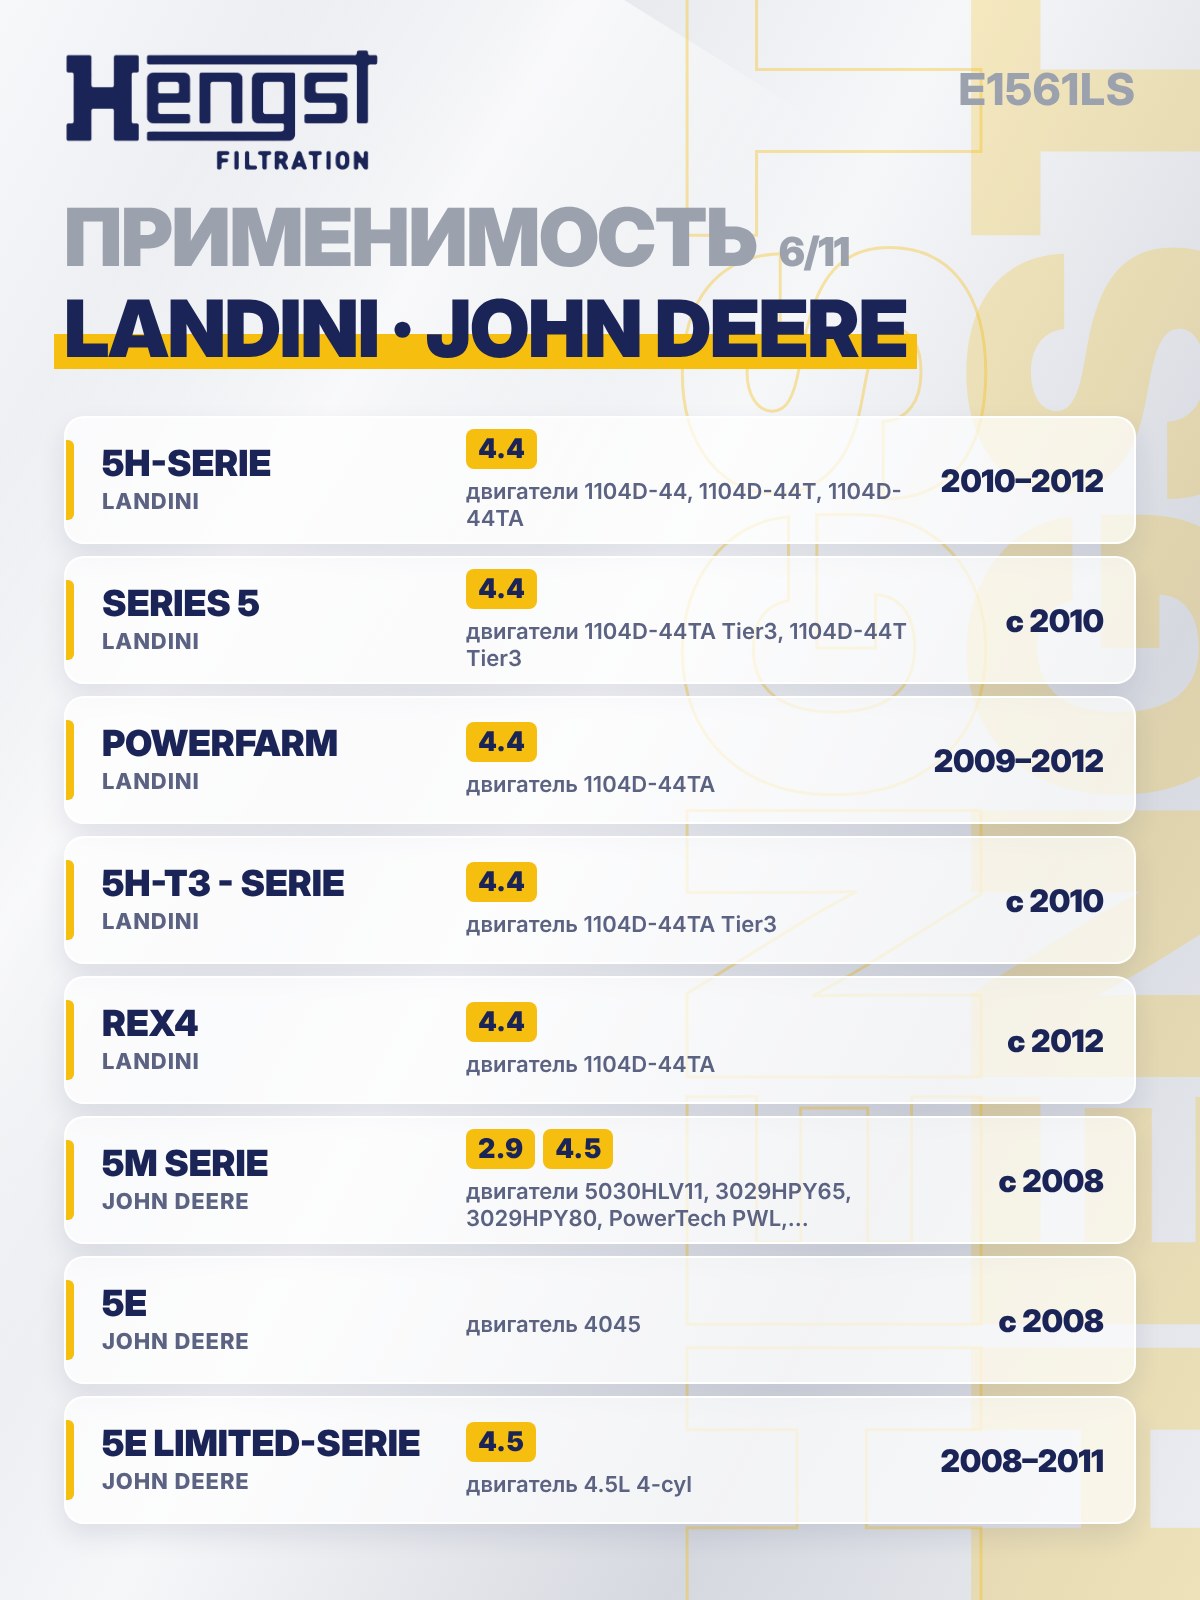 Hengst
FILTRATION
E1561LS
ПРИМЕНИМОСТЬ 6/11
LANDINI · JOHN DEERE
5H-SERIE
LANDINI
4.4
двигатели 1104D-44, 1104D-44T, 1104D-
44TA
2010–2012
SERIES 5
LANDINI
4.4
двигатели 1104D-44TA Tier3, 1104D-44T
Tier3
с 2010
POWERFARM
LANDINI
4.4
двигатель 1104D-44TA
2009–2012
5H-T3 - SERIE
LANDINI
4.4
двигатель 1104D-44TA Tier3
с 2010
REX4
LANDINI
4.4
двигатель 1104D-44TA
с 2012
5M SERIE
JOHN DEERE
2.9 4.5
двигатели 5030HLV11, 3029HPY65,
3029HPY80, PowerTech PWL,...
с 2008
5E
JOHN DEERE
двигатель 4045
с 2008
5E LIMITED-SERIE
JOHN DEERE
4.5
двигатель 4.5L 4-cyl
2008–2011
HENGST
HENGST